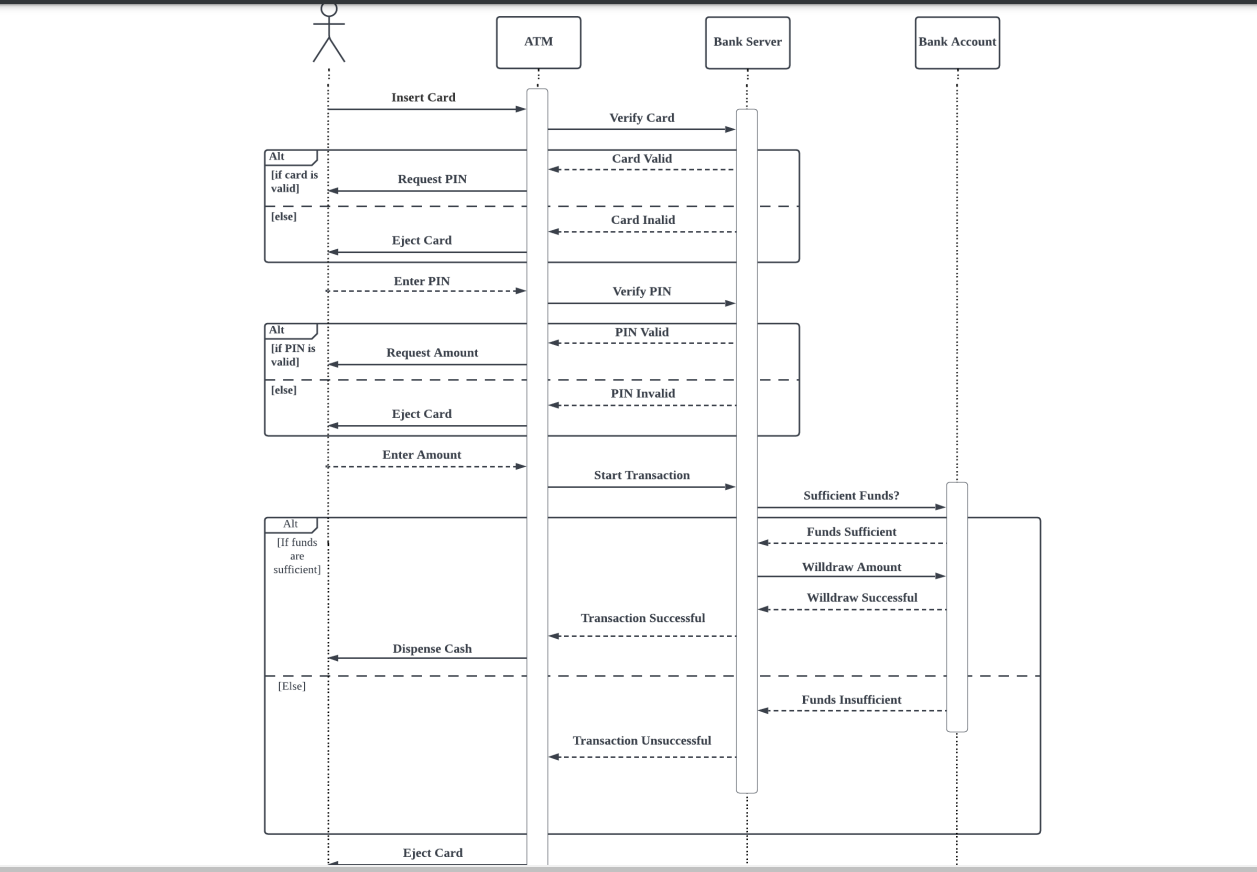 ATM
Bank Server
Bank Account
Insert Card
Verify Card
Alt
Card Valid
[if card is
valid]
Request PIN
[else]
Card Inalid
Eject Card
Enter PIN
Verify PIN
Alt
PIN Valid
[if PIN is
valid]
Request Amount
[else]
PIN Invalid
Eject Card
Enter Amount
Start Transaction
Sufficient Funds?
Alt
Funds Sufficient
[If funds
are
sufficient]
Willdraw Amount
Willdraw Successful
Transaction Successful
Dispense Cash
[Else]
Funds Insufficient
Transaction Unsuccessful
Eject Card